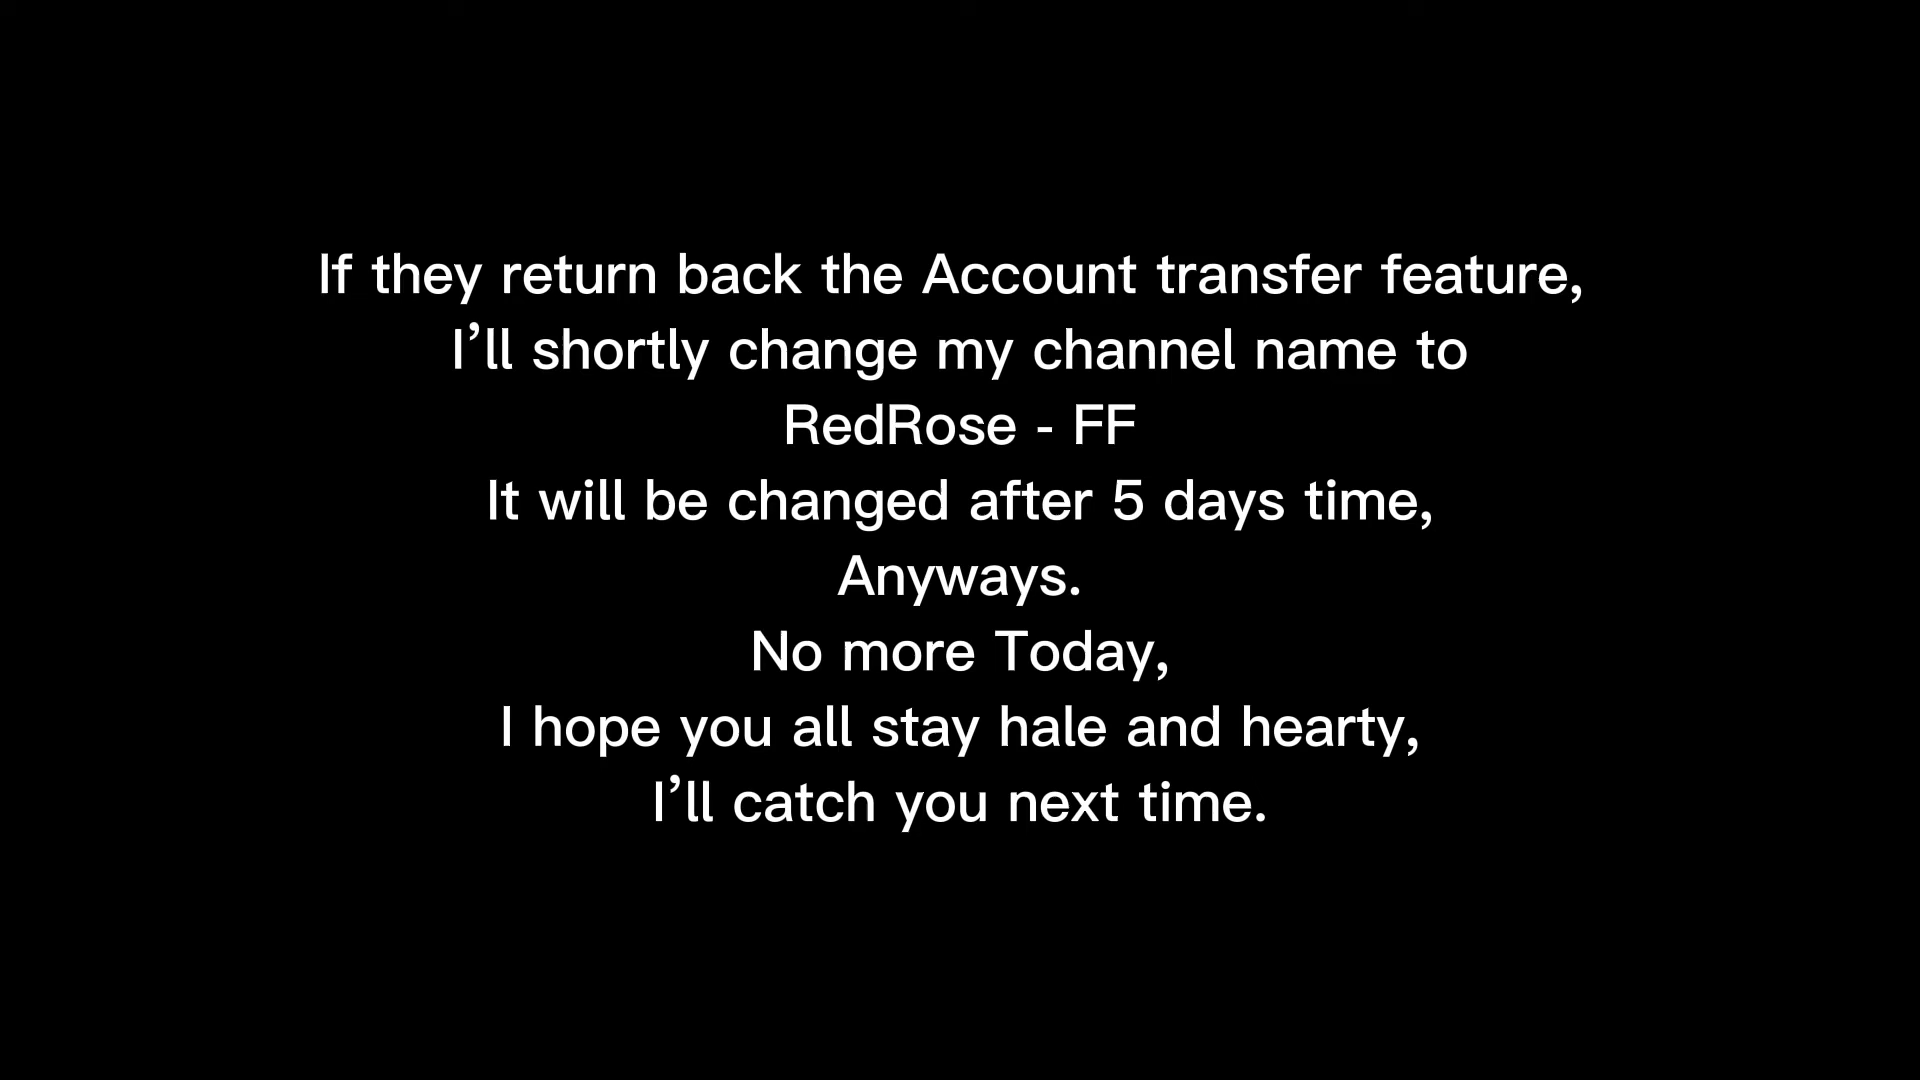 If they return back the Account transfer feature,
I’ll shortly change my channel name to
RedRose - FF
It will be changed after 5 days time,
Anyways.
No more Today,
I hope you all stay hale and hearty,
I’ll catch you next time.